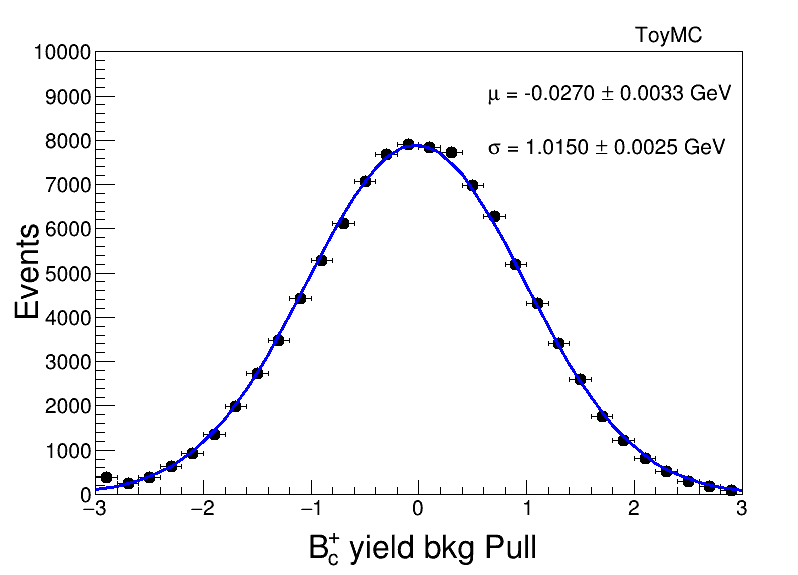 ToyMC
μ = -0.0270 ± 0.0033 GeV
σ = 1.0150 ± 0.0025 GeV
Events
10000
9000
8000
7000
6000
5000
4000
3000
2000
1000
0
−3 −2 −1 0 1 2 3
B_c^+ yield bkg Pull